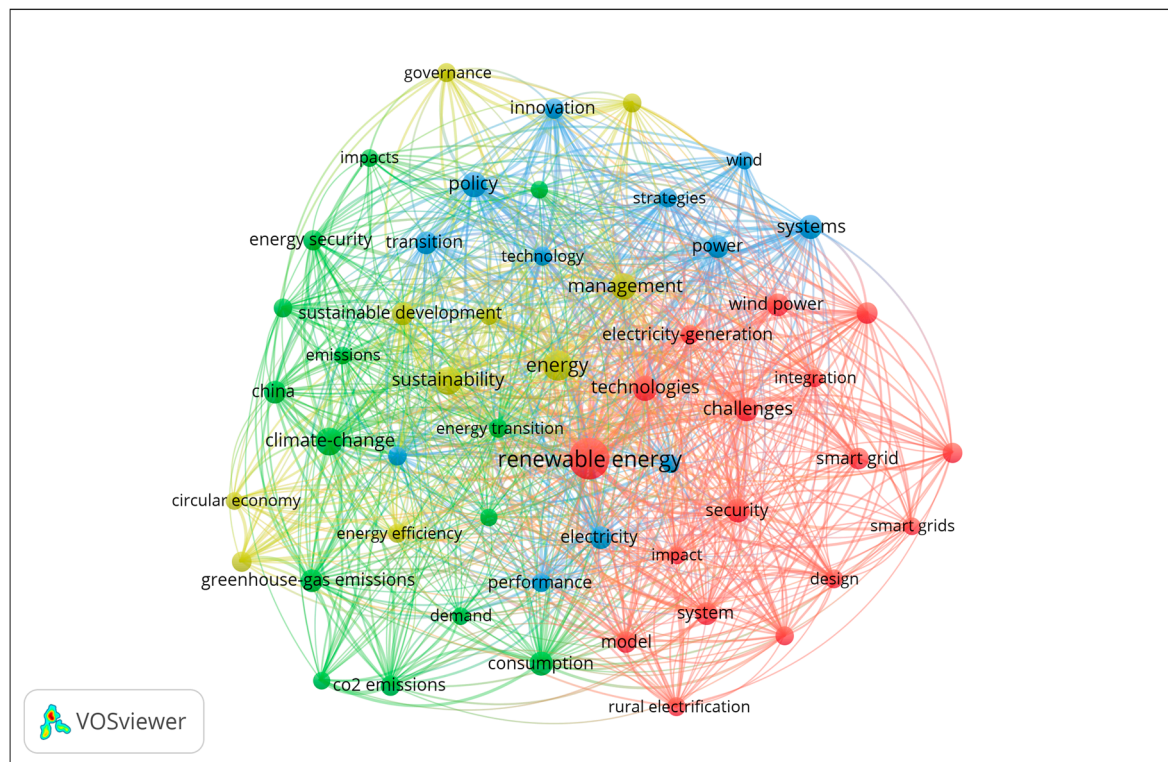 governance
innovation
impacts
wind
policy
strategies
systems
energy security
transition
power
technology
management
wind power
sustainable development
electricity-generation
emissions
energy
sustainability
technologies
integration
china
challenges
energy transition
climate-change
renewable energy
smart grid
circular economy
security
smart grids
energy efficiency
electricity
impact
greenhouse-gas emissions
performance
design
demand
system
model
consumption
co2 emissions
rural electrification
VOSviewer